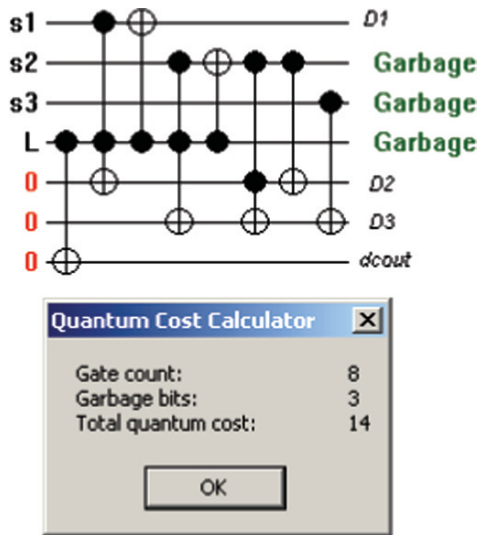 s1 D1
s2 Garbage
s3 Garbage
L Garbage
0 D2
0 D3
0 dcout
Quantum Cost Calculator
Gate count: 8
Garbage bits: 3
Total quantum cost: 14
OK